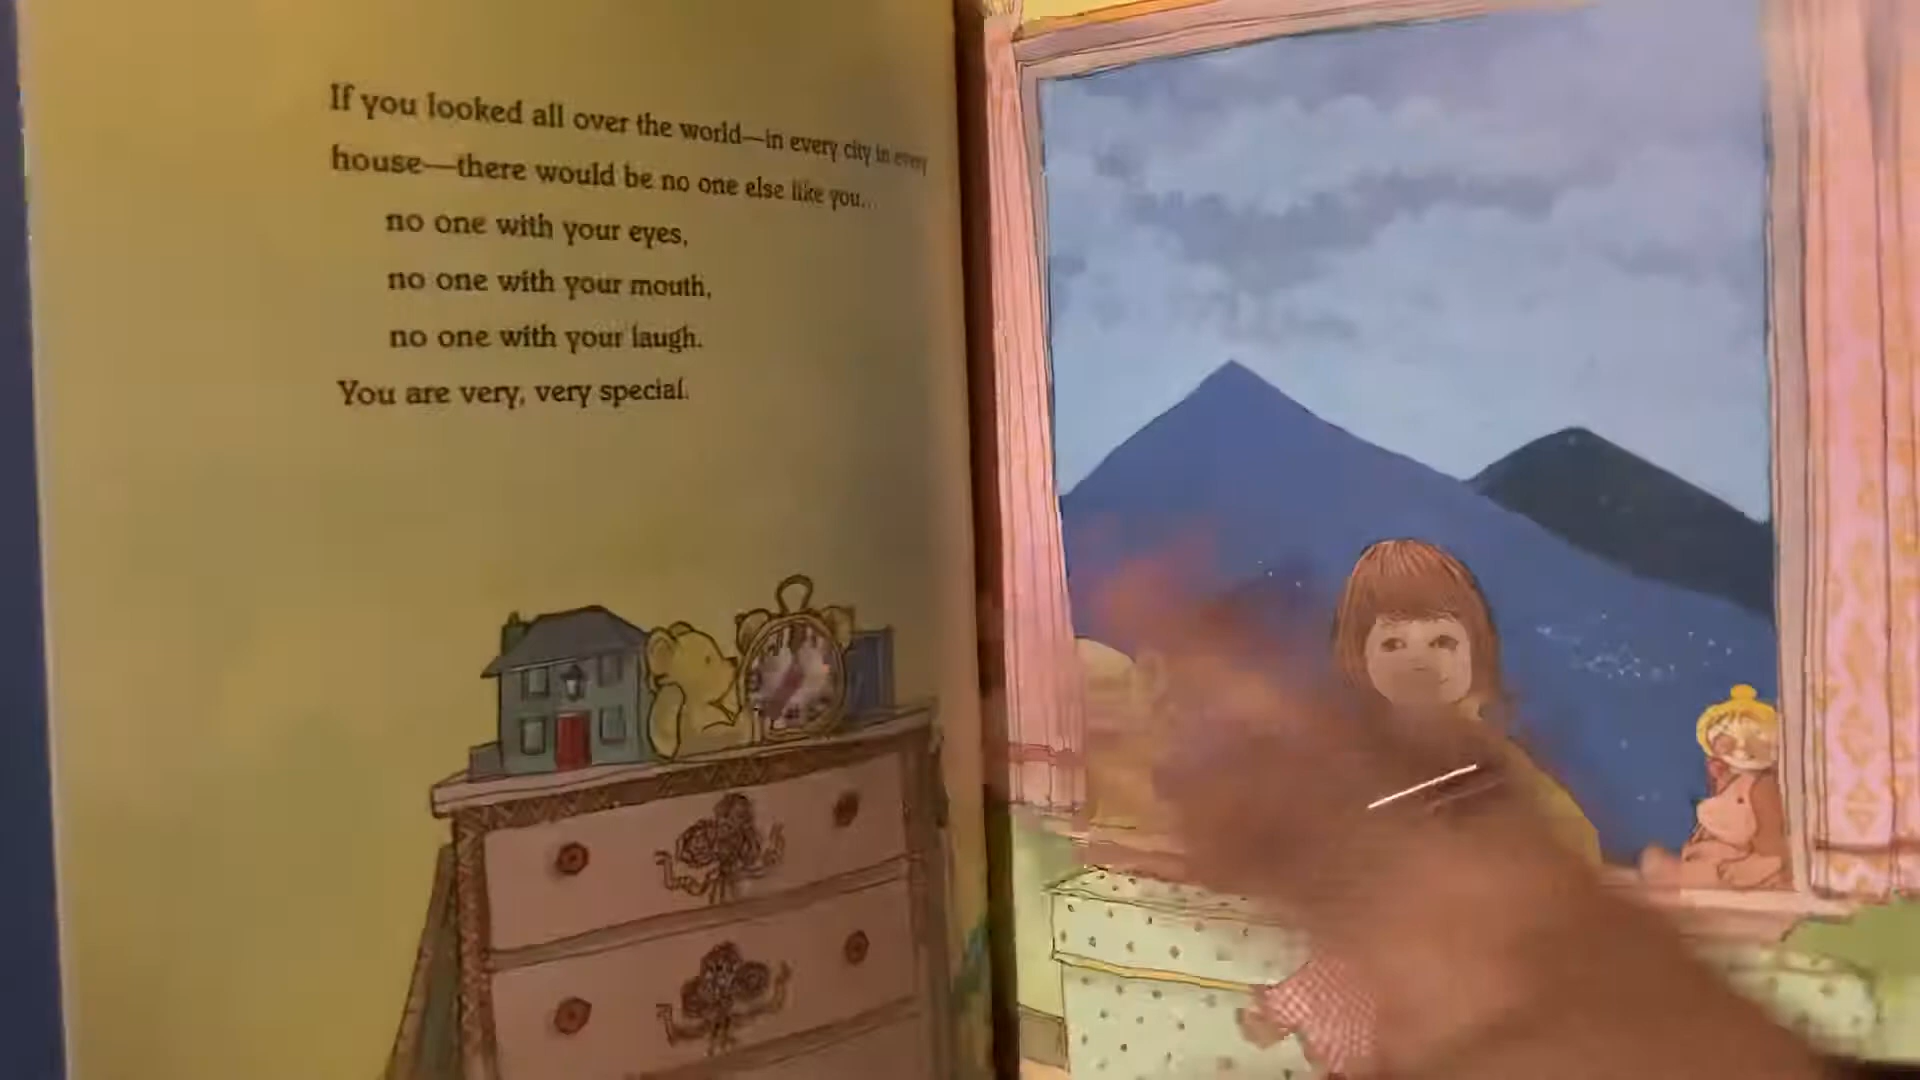 If you looked all over the world—in every city in every
house—there would be no one else like you...
no one with your eyes,
no one with your mouth,
no one with your laugh.
You are very, very special.